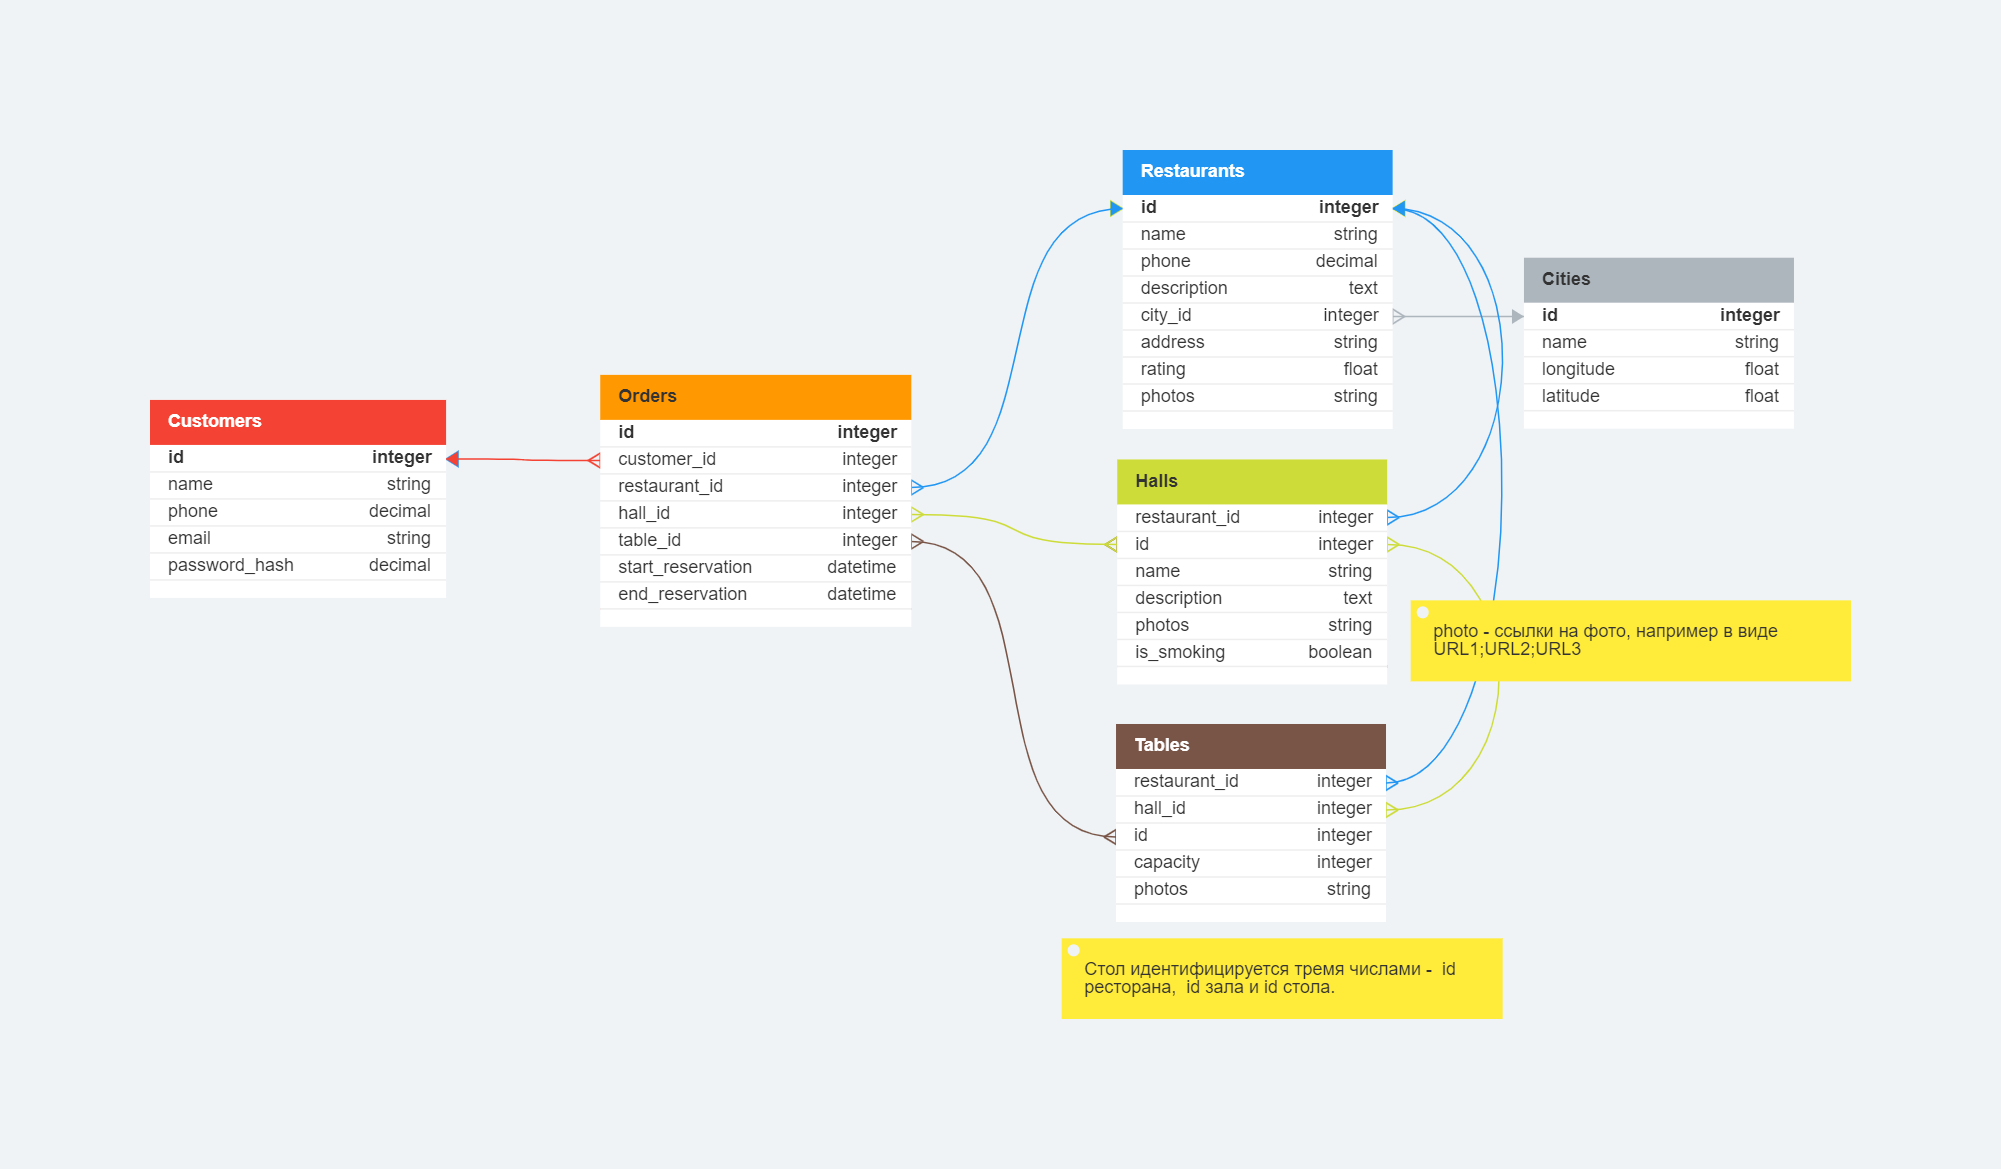 Customers
id integer
name string
phone decimal
email string
password_hash decimal
Orders
id integer
customer_id integer
restaurant_id integer
hall_id integer
table_id integer
start_reservation datetime
end_reservation datetime
Restaurants
id integer
name string
phone decimal
description text
city_id integer
address string
rating float
photos string
Cities
id integer
name string
longitude float
latitude float
Halls
restaurant_id integer
id integer
name string
description text
photos string
is_smoking boolean
photo - ссылки на фото, например в виде
URL1;URL2;URL3
Tables
restaurant_id integer
hall_id integer
id integer
capacity integer
photos string
Стол идентифицируется тремя числами -  id
ресторана,  id зала и id стола.